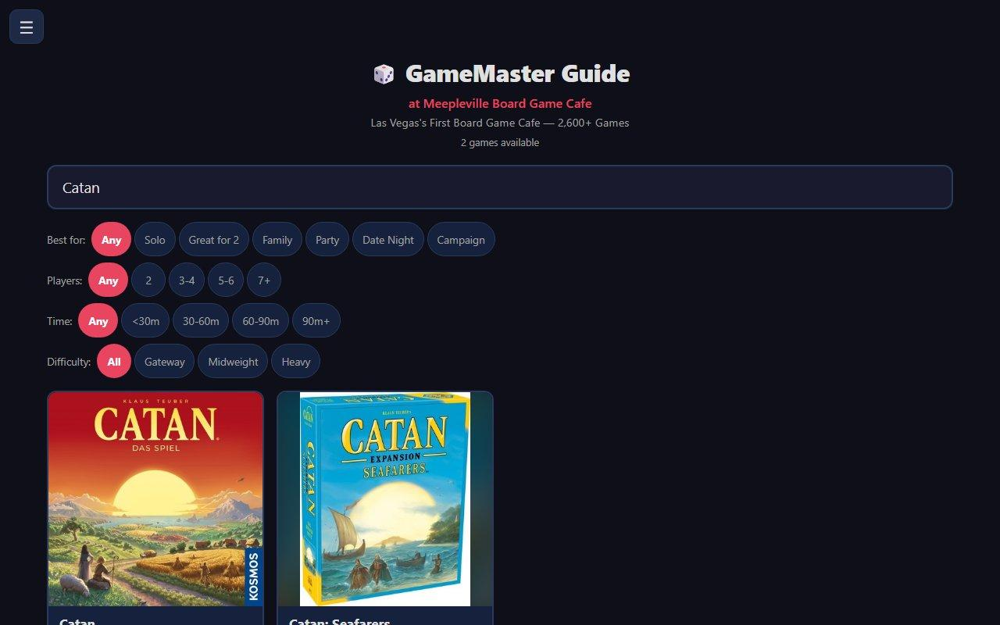 GameMaster Guide
at Meepleville Board Game Cafe
Las Vegas's First Board Game Cafe — 2,600+ Games
2 games available
Catan
Best for: Any Solo Great for 2 Family Party Date Night Campaign
Players: Any 2 3-4 5-6 7+
Time: Any <30m 30-60m 60-90m 90m+
Difficulty: All Gateway Midweight Heavy
KLAUS TEUBER
CATAN
DAS SPIEL
KOSMOS
KLAUS TEUBER'S
CATAN
EXPANSION
SEAFARERS
CATAN
CATAN
Catan
Catan: Seafarers